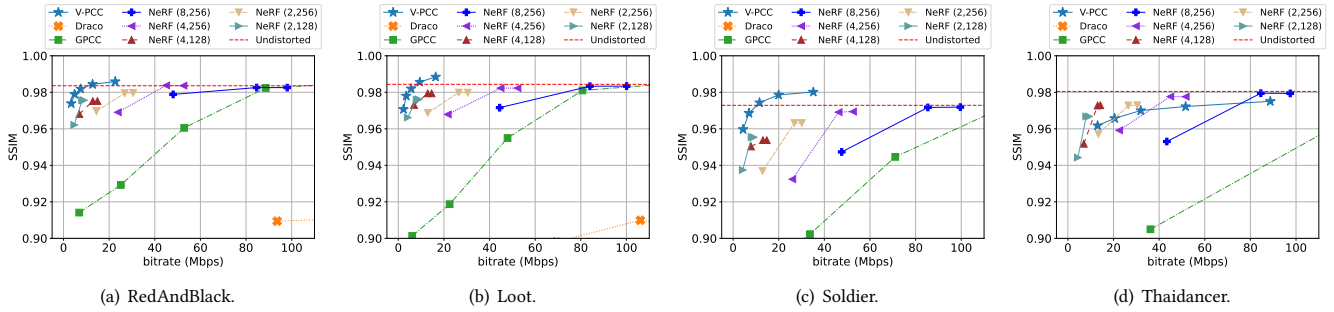 V-PCC NeRF (8,256) NeRF (2,256)
Draco NeRF (4,256) NeRF (2,128)
GPCC NeRF (4,128) Undistorted
1.00
0.98
0.96
0.94
0.92
0.90
SSIM
0 20 40 60 80 100
bitrate (Mbps)
(a) RedAndBlack.
V-PCC NeRF (8,256) NeRF (2,256)
Draco NeRF (4,256) NeRF (2,128)
GPCC NeRF (4,128) Undistorted
1.00
0.98
0.96
0.94
0.92
0.90
SSIM
0 20 40 60 80 100
bitrate (Mbps)
(b) Loot.
V-PCC NeRF (8,256) NeRF (2,256)
Draco NeRF (4,256) NeRF (2,128)
GPCC NeRF (4,128) Undistorted
1.00
0.98
0.96
0.94
0.92
0.90
SSIM
0 20 40 60 80 100
bitrate (Mbps)
(c) Soldier.
V-PCC NeRF (8,256) NeRF (2,256)
Draco NeRF (4,256) NeRF (2,128)
GPCC NeRF (4,128) Undistorted
1.00
0.98
0.96
0.94
0.92
0.90
SSIM
0 20 40 60 80 100
bitrate (Mbps)
(d) Thaidancer.